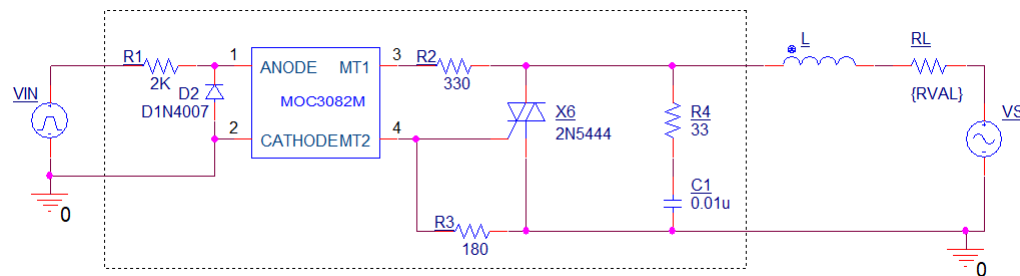 VIN
R1
2K
D2
D1N4007
1
2
ANODE MT1
MOC3082M
CATHODEMT2
3
4
R2
330
R3
180
X6
2N5444
R4
33
C1
0.01u
L
RL
{RVAL}
VS
0
0